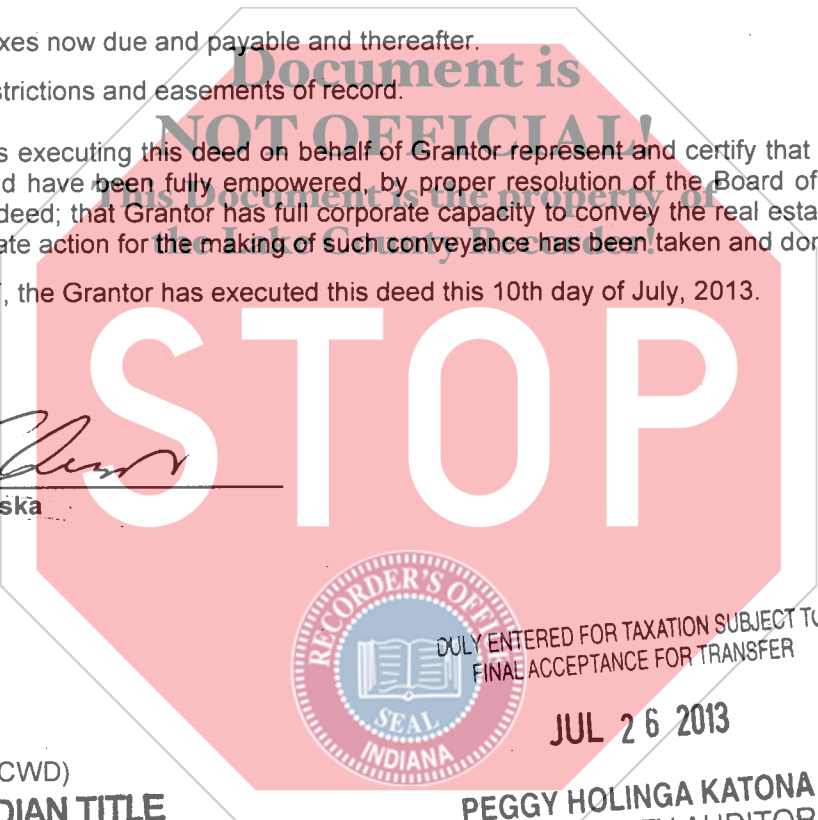 xes now due and payable and thereafter.
Document is
strictions and easements of record.
NOT OFFICIAL!
s executing this deed on behalf of Grantor represent and certify that
d have been fully empowered, by proper resolution of the Board of
This Document is the property of
deed; that Grantor has full corporate capacity to convey the real esta
ate action for the making of such conveyance has been taken and don
the Lake County Recorder!
, the Grantor has executed this deed this 10th day of July, 2013.
STOP
ska
RECORDER'S OFFICE
SEAL
INDIANA
DULY ENTERED FOR TAXATION SUBJECT TO
FINAL ACCEPTANCE FOR TRANSFER
JUL 26 2013
CWD)
DIAN TITLE
PEGGY HOLINGA KATONA
AUDITOR